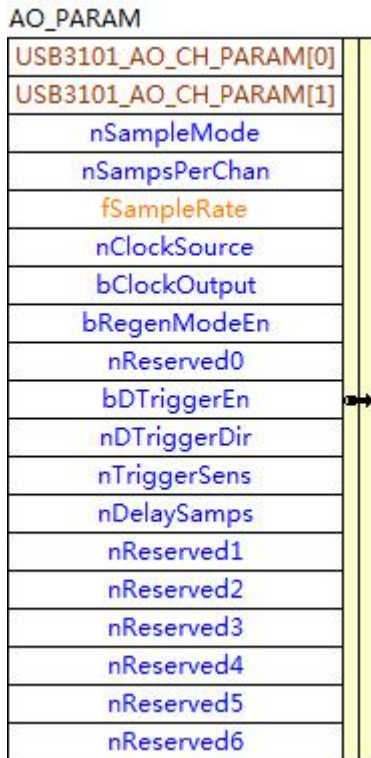 AO_PARAM
USB3101_AO_CH_PARAM[0]
USB3101_AO_CH_PARAM[1]
nSampleMode
nSampsPerChan
fSampleRate
nClockSource
bClockOutput
bRegenModeEn
nReserved0
bDTriggerEn
nDTriggerDir
nTriggerSens
nDelaySamps
nReserved1
nReserved2
nReserved3
nReserved4
nReserved5
nReserved6